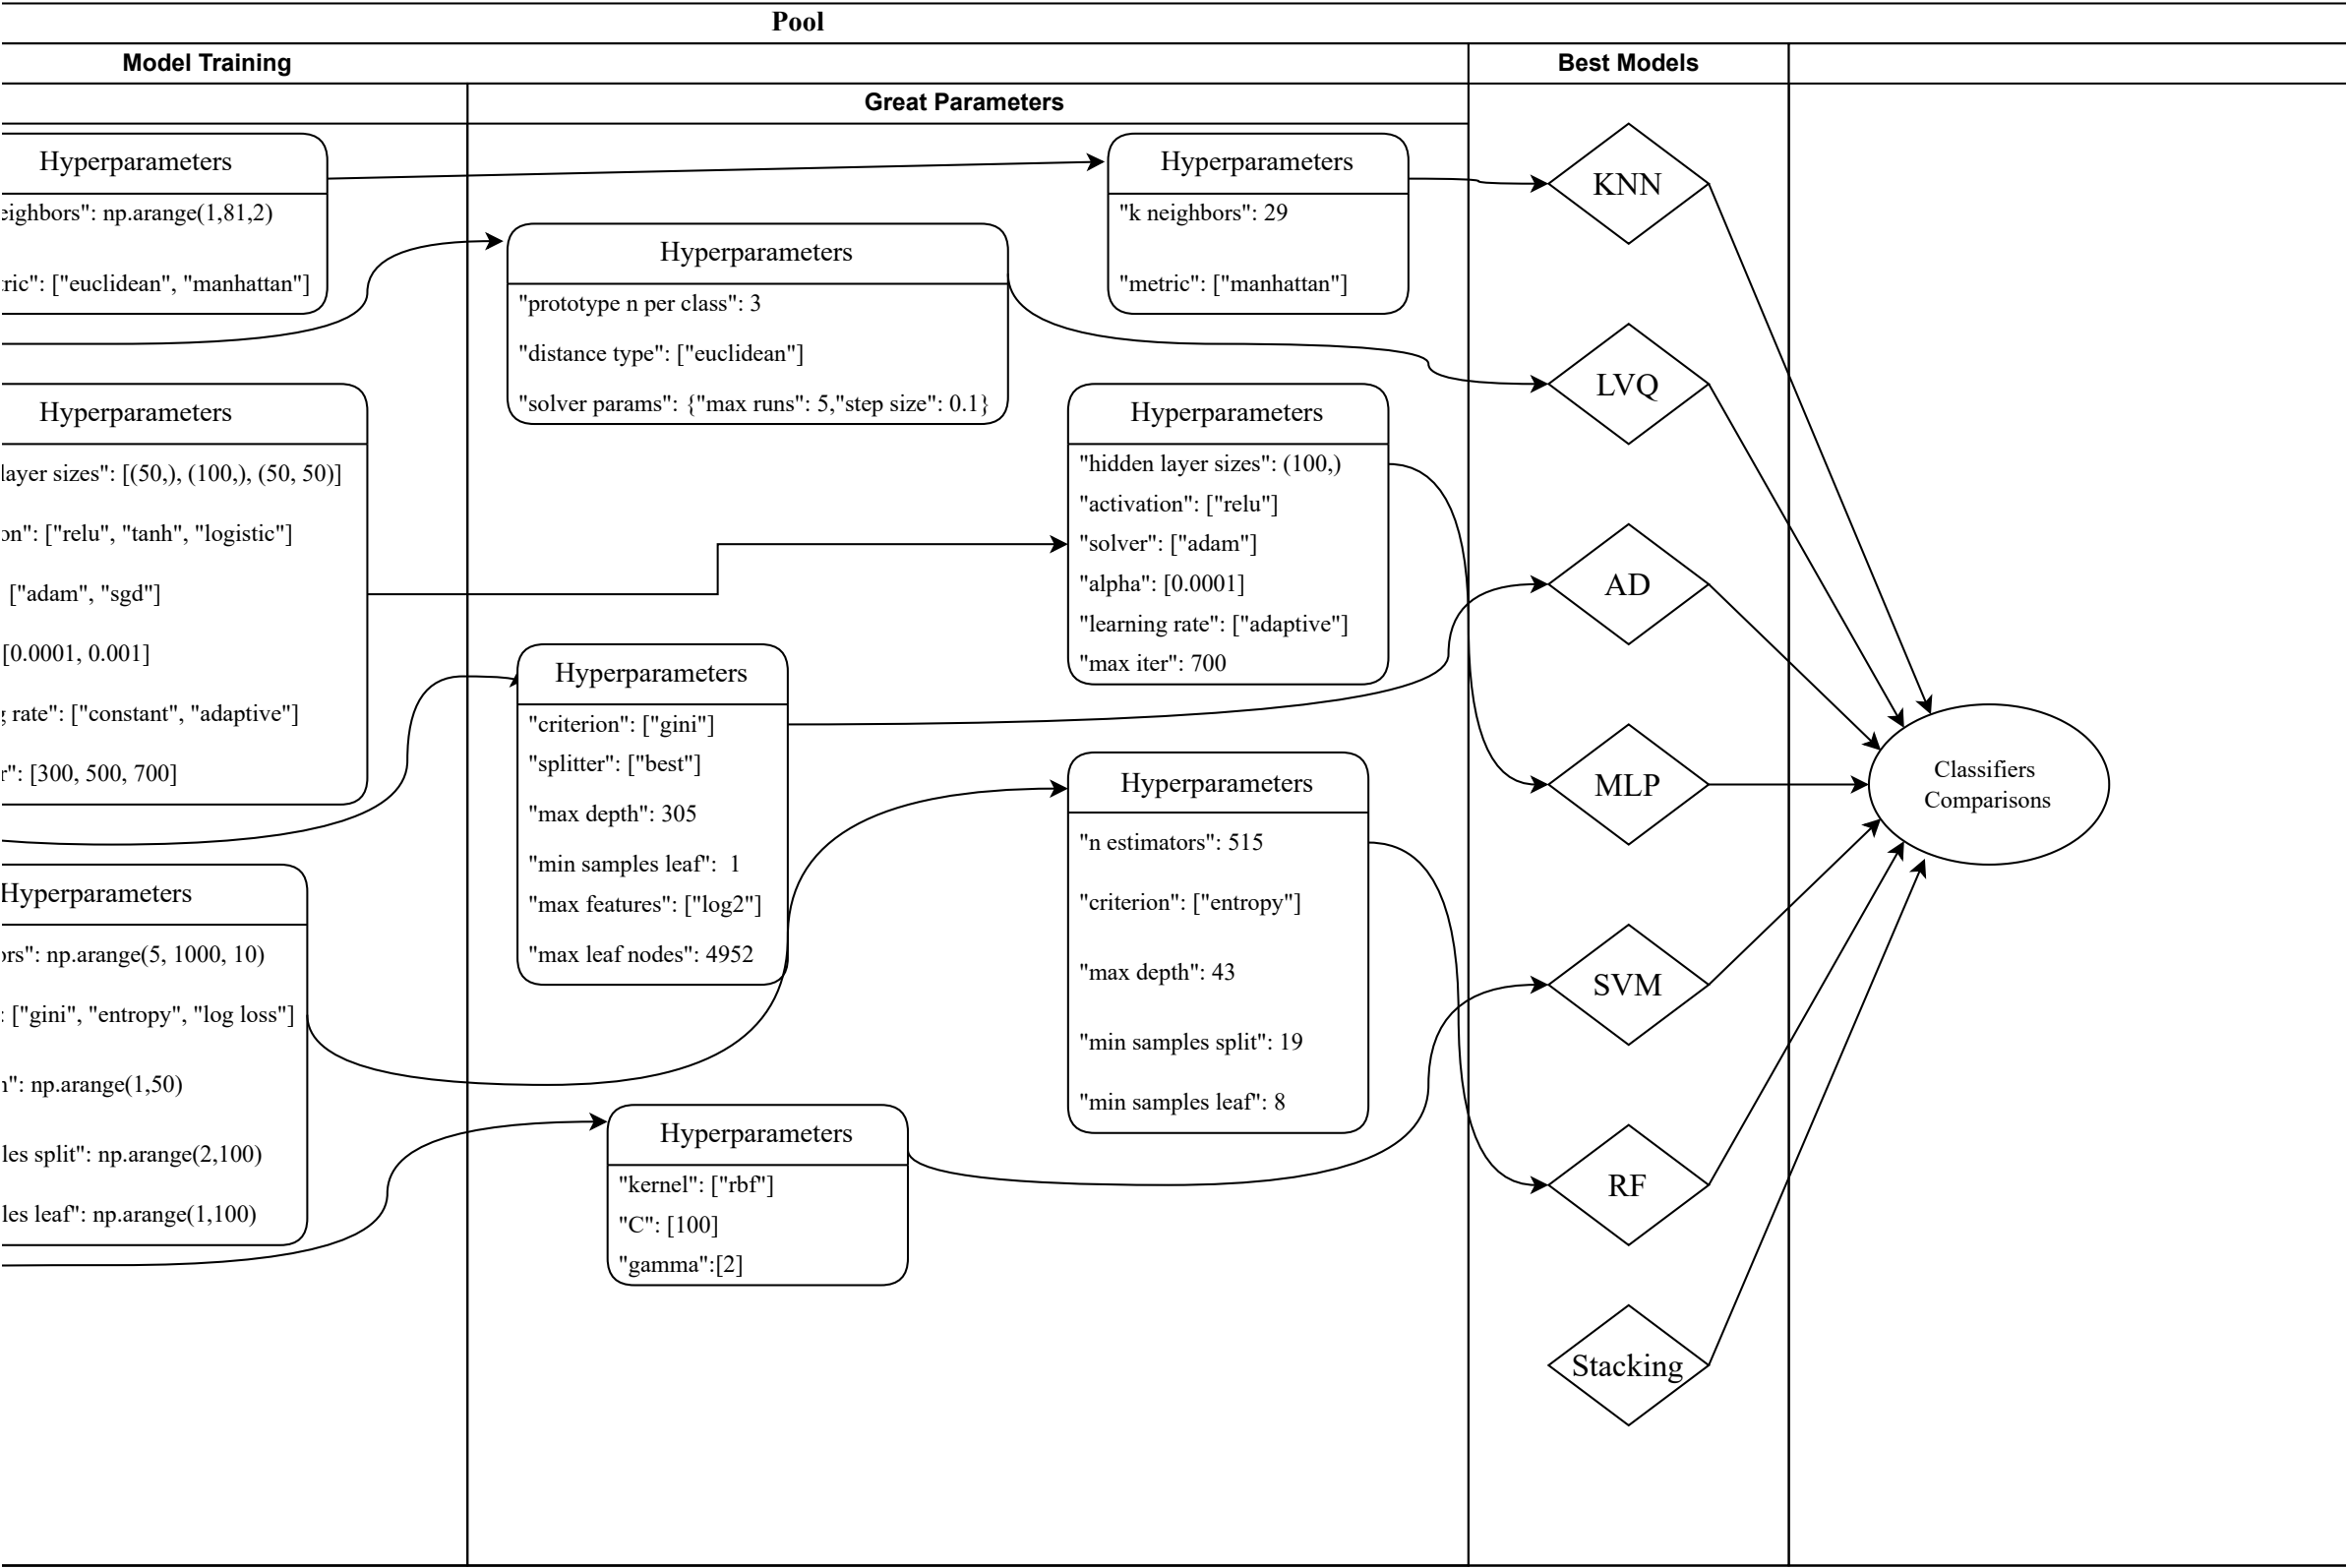 Pool
Model Training
Best Models
Great Parameters
Hyperparameters
eighbors": np.arange(1,81,2)
ric": ["euclidean", "manhattan"]
Hyperparameters
layer sizes": [(50,), (100,), (50, 50)]
on": ["relu", "tanh", "logistic"]
["adam", "sgd"]
[0.0001, 0.001]
rate": ["constant", "adaptive"]
r": [300, 500, 700]
Hyperparameters
ors": np.arange(5, 1000, 10)
: ["gini", "entropy", "log loss"]
": np.arange(1,50)
les split": np.arange(2,100)
les leaf": np.arange(1,100)
Hyperparameters
"prototype n per class": 3
"distance type": ["euclidean"]
"solver params": {"max runs": 5,"step size": 0.1}
Hyperparameters
"criterion": ["gini"]
"splitter": ["best"]
"max depth": 305
"min samples leaf":  1
"max features": ["log2"]
"max leaf nodes": 4952
Hyperparameters
"kernel": ["rbf"]
"C": [100]
"gamma":[2]
Hyperparameters
"k neighbors": 29
"metric": ["manhattan"]
Hyperparameters
"hidden layer sizes": (100,)
"activation": ["relu"]
"solver": ["adam"]
"alpha": [0.0001]
"learning rate": ["adaptive"]
"max iter": 700
Hyperparameters
"n estimators": 515
"criterion": ["entropy"]
"max depth": 43
"min samples split": 19
"min samples leaf": 8
KNN
LVQ
AD
MLP
SVM
RF
Stacking
Classifiers
Comparisons